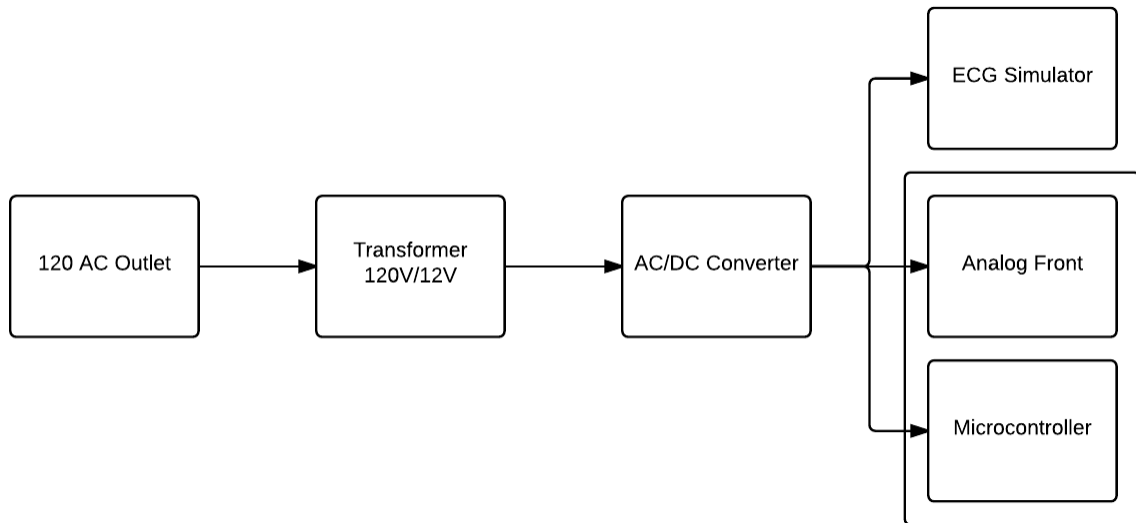 ECG Simulator
120 AC Outlet
Transformer
120V/12V
AC/DC Converter
Analog Front
Microcontroller